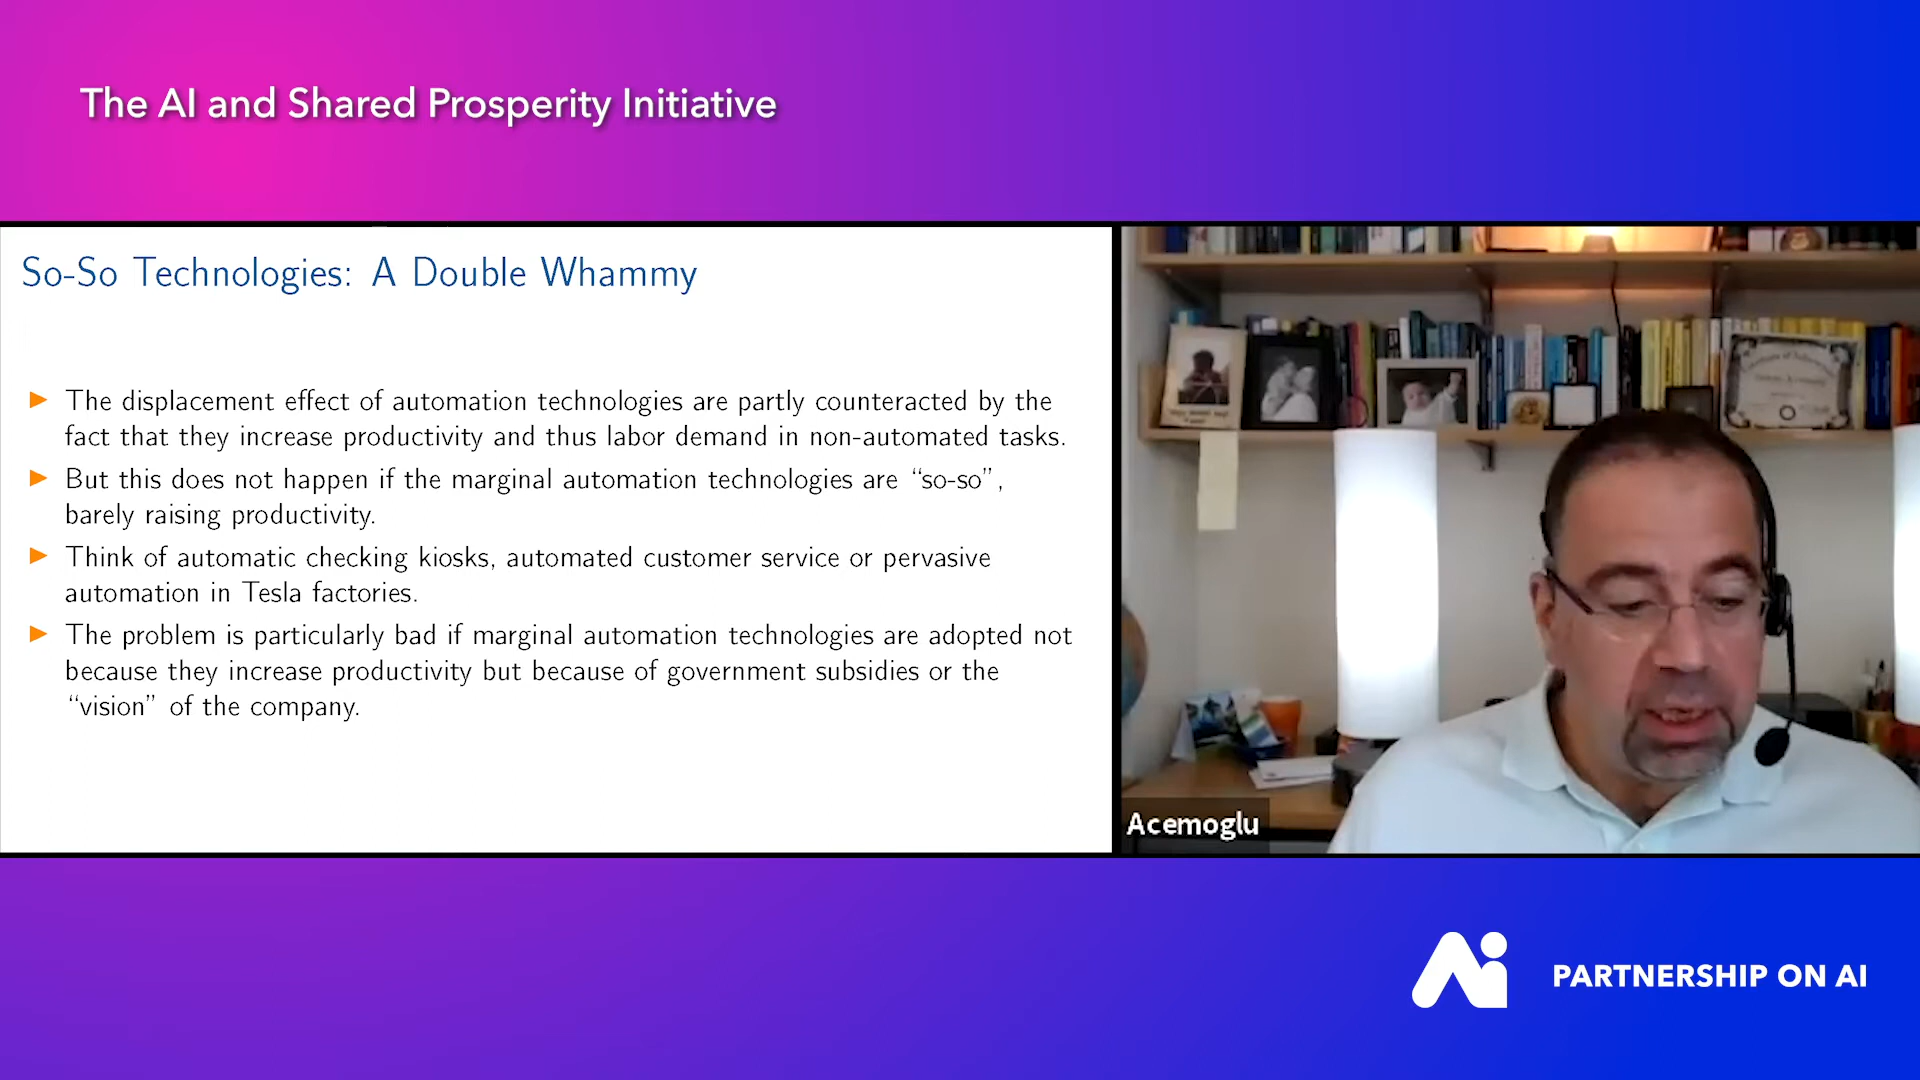 The AI and Shared Prosperity Initiative
So-So Technologies: A Double Whammy
The displacement effect of automation technologies are partly counteracted by the
fact that they increase productivity and thus labor demand in non-automated tasks.
But this does not happen if the marginal automation technologies are “so-so”,
barely raising productivity.
Think of automatic checking kiosks, automated customer service or pervasive
automation in Tesla factories.
The problem is particularly bad if marginal automation technologies are adopted not
because they increase productivity but because of government subsidies or the
“vision” of the company.
Acemoglu
Ai
PARTNERSHIP ON AI